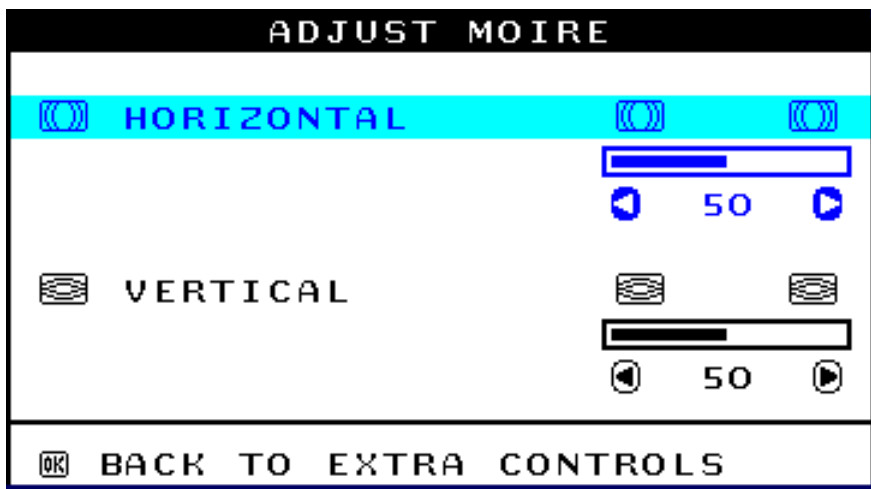 ADJUST MOIRE
HORIZONTAL
50
VERTICAL
50
OK BACK TO EXTRA CONTROLS